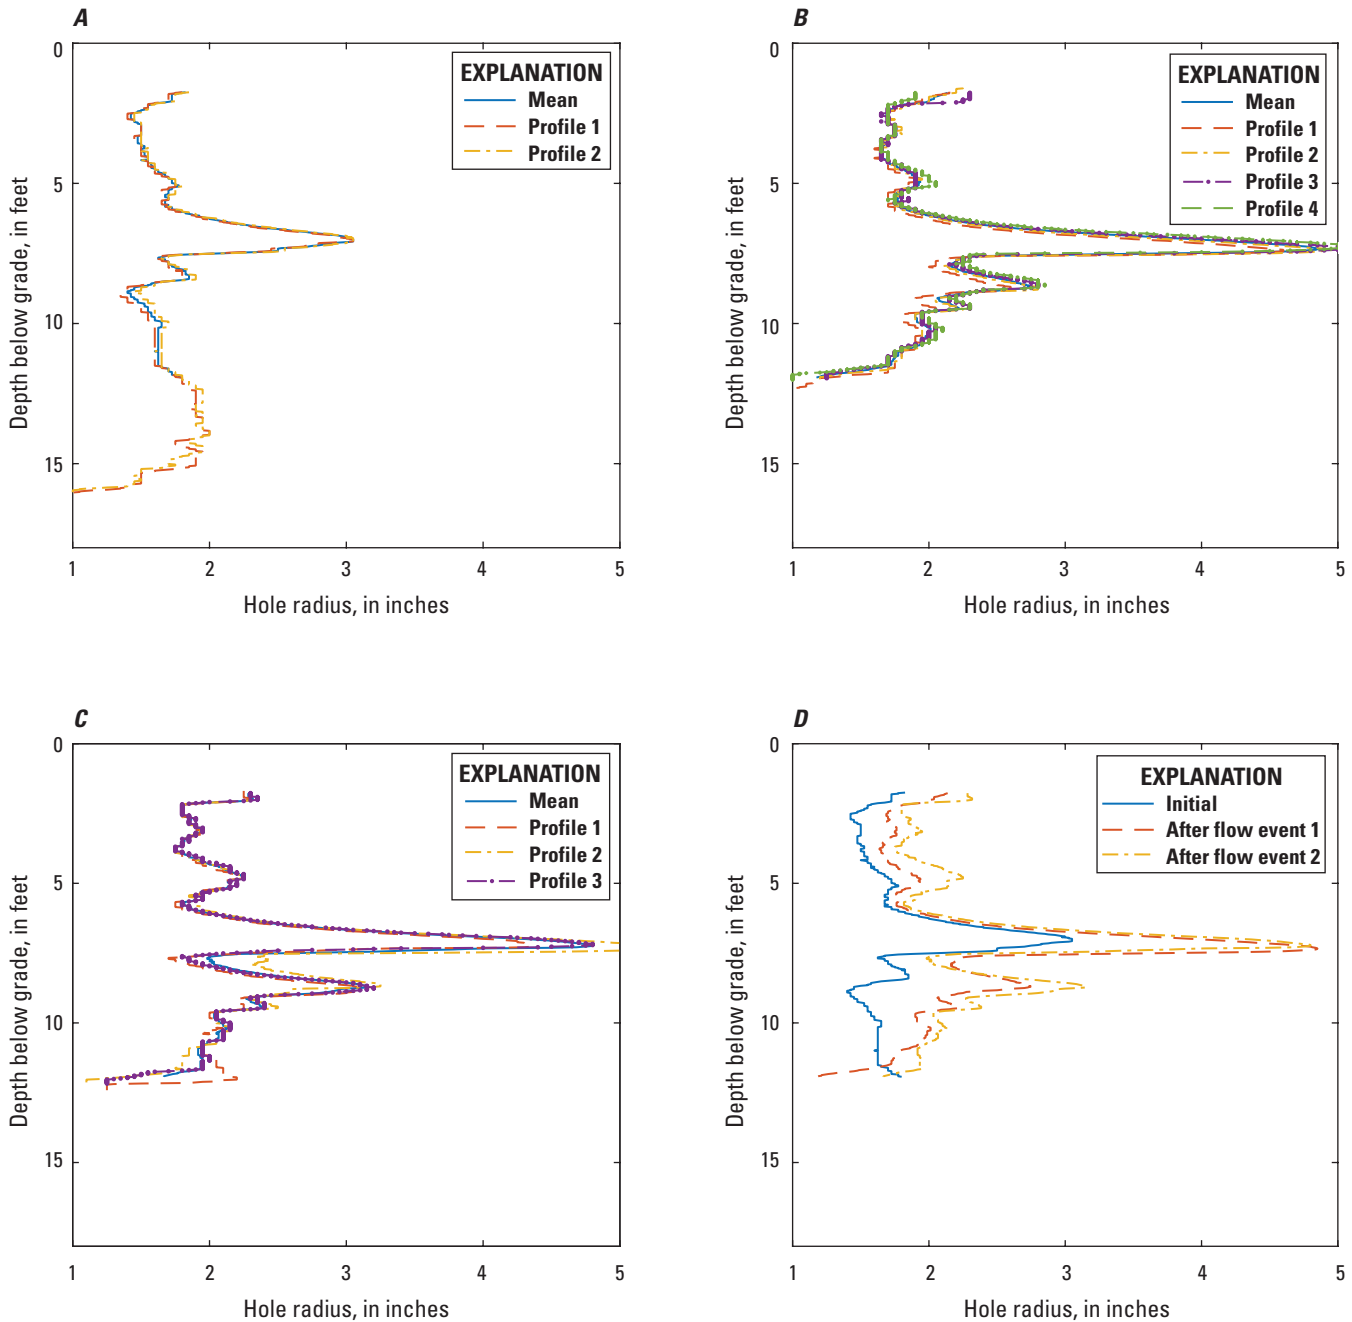 A
EXPLANATION
Mean
Profile 1
Profile 2
0
5
10
15
Depth below grade, in feet
1 2 3 4 5
Hole radius, in inches
B
EXPLANATION
Mean
Profile 1
Profile 2
Profile 3
Profile 4
0
5
10
15
Depth below grade, in feet
1 2 3 4 5
Hole radius, in inches
C
EXPLANATION
Mean
Profile 1
Profile 2
Profile 3
0
5
10
15
Depth below grade, in feet
1 2 3 4 5
Hole radius, in inches
D
EXPLANATION
Initial
After flow event 1
After flow event 2
0
5
10
15
Depth below grade, in feet
1 2 3 4 5
Hole radius, in inches